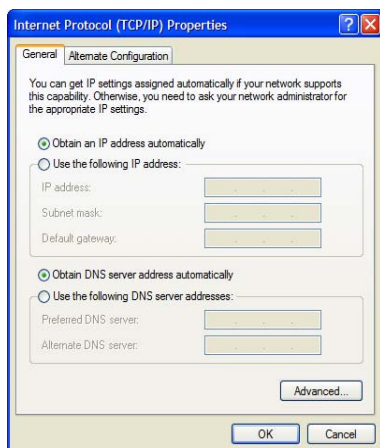 Internet Protocol (TCP/IP) Properties
General
Alternate Configuration
You can get IP settings assigned automatically if your network supports
this capability. Otherwise, you need to ask your network administrator for
the appropriate IP settings.
Obtain an IP address automatically
Use the following IP address:
IP address:
Subnet mask:
Default gateway:
Obtain DNS server address automatically
Use the following DNS server addresses:
Preferred DNS server:
Alternate DNS server:
Advanced...
OK
Cancel